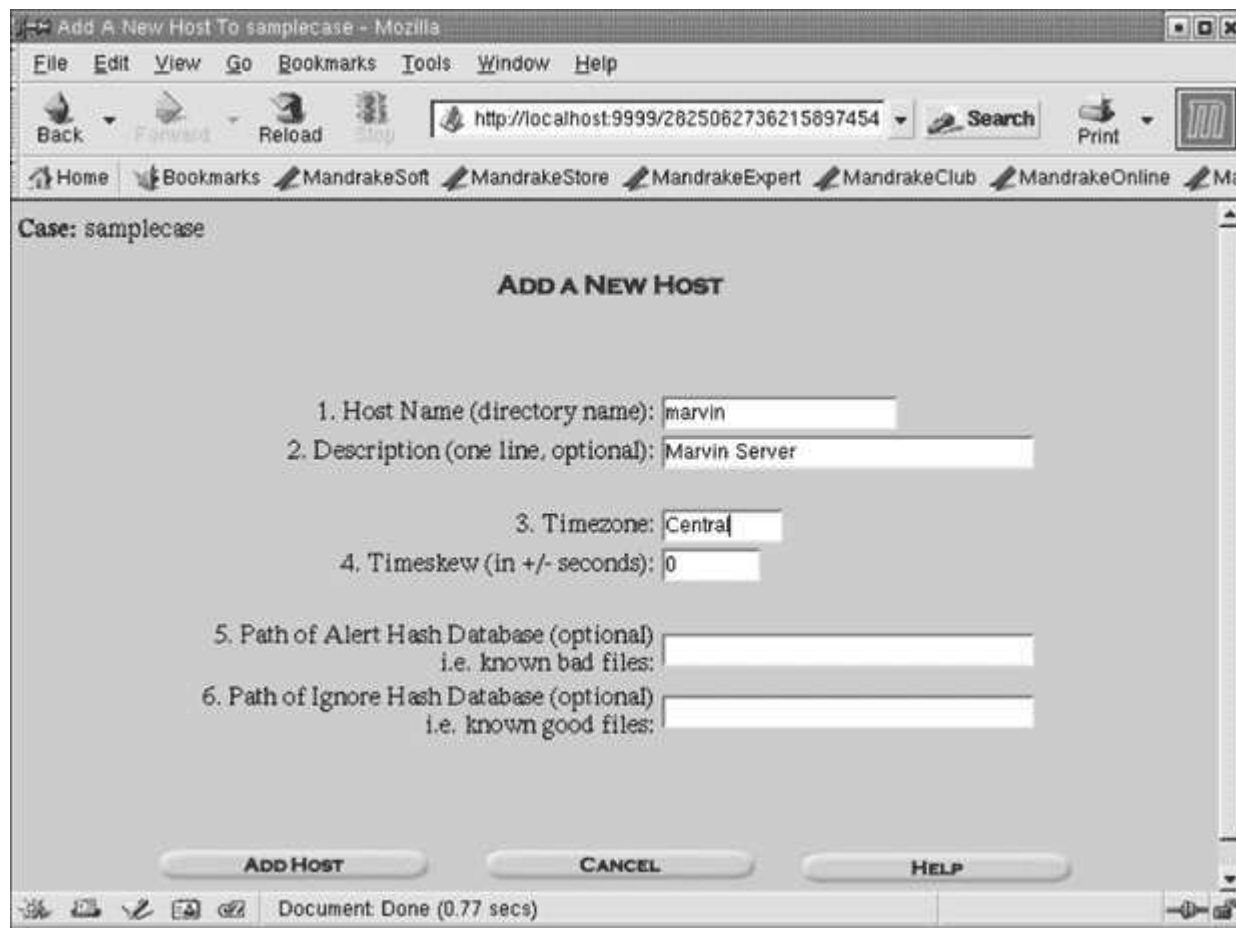 Add A New Host To samplecase - Mozilla
File Edit View Go Bookmarks Tools Window Help
Back Forward Reload Stop http://localhost:9999/2825062736215897454 Search Print
Home Bookmarks MandrakeSoft MandrakeStore MandrakeExpert MandrakeClub MandrakeOnline Ma
Case: samplecase
ADD A NEW HOST
1. Host Name (directory name): marvin
2. Description (one line, optional): Marvin Server
3. Timezone: Central
4. Timeskew (in +/- seconds): 0
5. Path of Alert Hash Database (optional)
i.e. known bad files:
6. Path of Ignore Hash Database (optional)
i.e. known good files:
ADD HOST CANCEL HELP
Document: Done (0.77 secs)